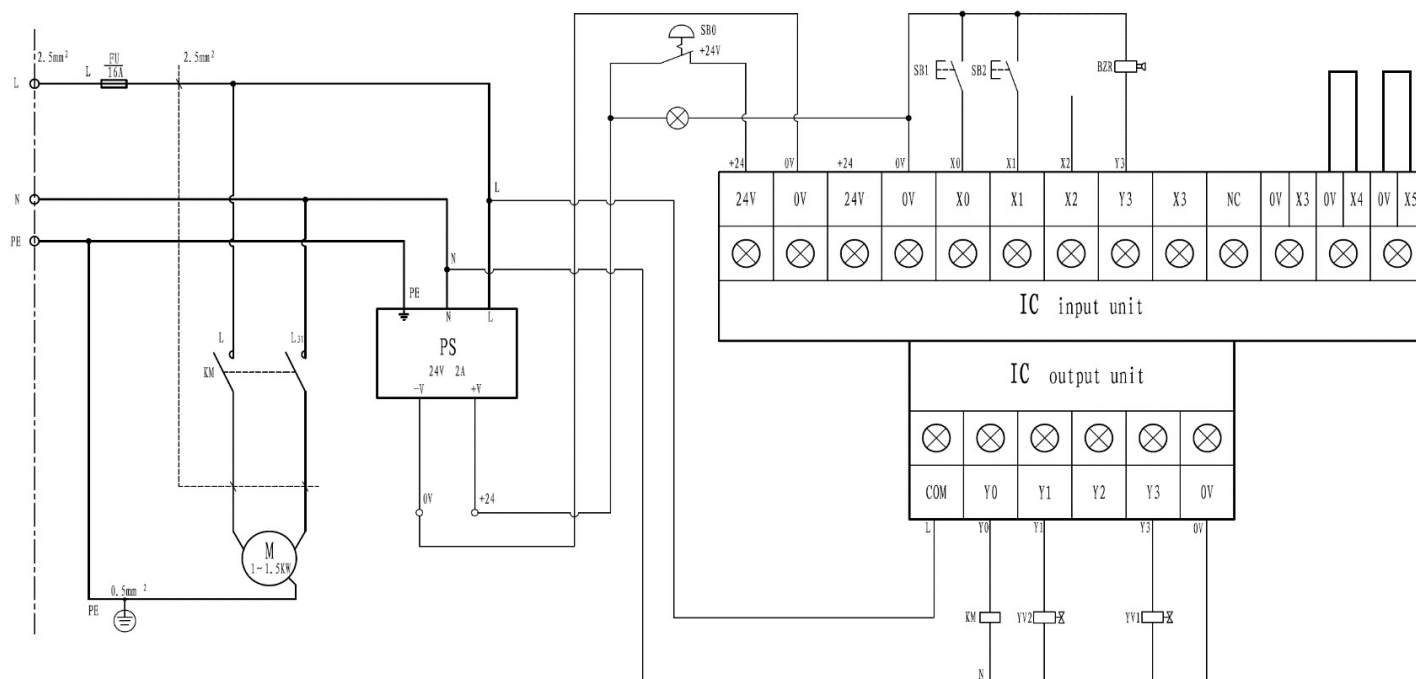 SB0
+24V
2.5mm²
FU
16A
2.5mm²
L
L
SB1
SB2
BZR
+24
0V
+24
0V
X0
X1
X2
Y3
N
L
24V
0V
24V
0V
X0
X1
X2
Y3
X3
NC
0V
X3
0V
X4
0V
X5
PE
N
PE
N
L
IC input unit
L
L31
KM
PS
24V 2A
-V
+V
IC output unit
0V
+24
COM
Y0
Y1
Y2
Y3
0V
L
Y0
Y1
Y3
0V
M
1~1.5KW
0.5mm²
PE
KM
YV2
YV1
N